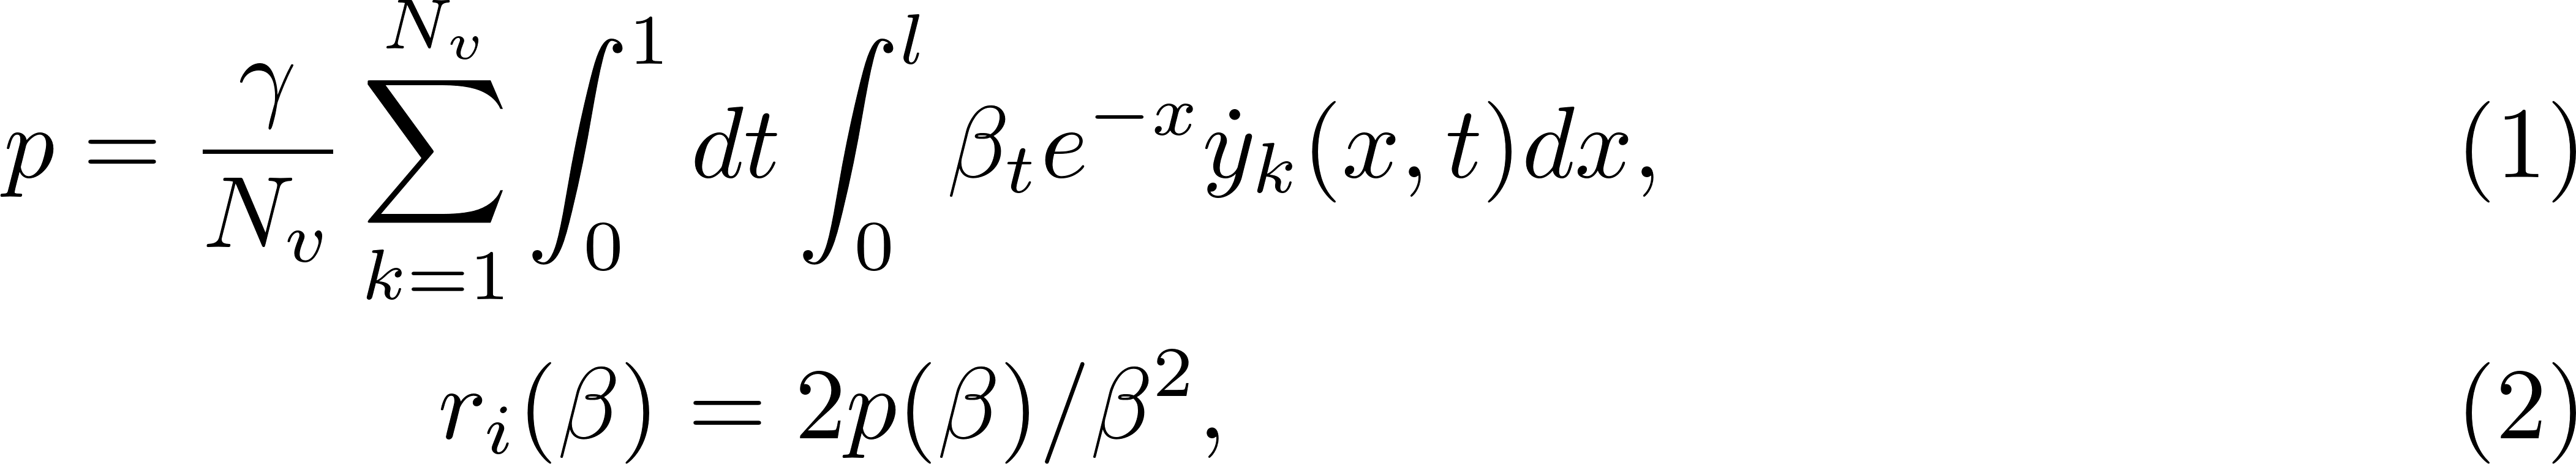 p = \frac{\gamma}{N_v} \sum_{k=1}^{N_v} \int_0^1 dt \int_0^l \beta_t e^{-x} \dot{y}_k(x,t)dx, (1)
r_i(\beta) = 2p(\beta)/\beta^2, (2)